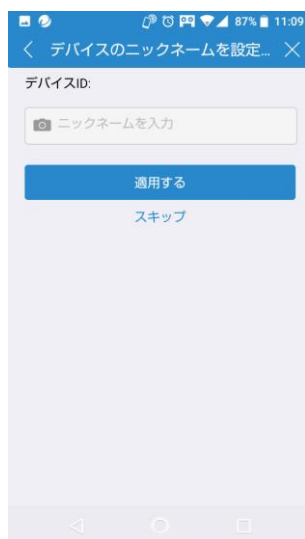 87% 11:09
デバイスのニックネームを設定...
デバイスID:
ニックネームを入力
適用する
スキップ